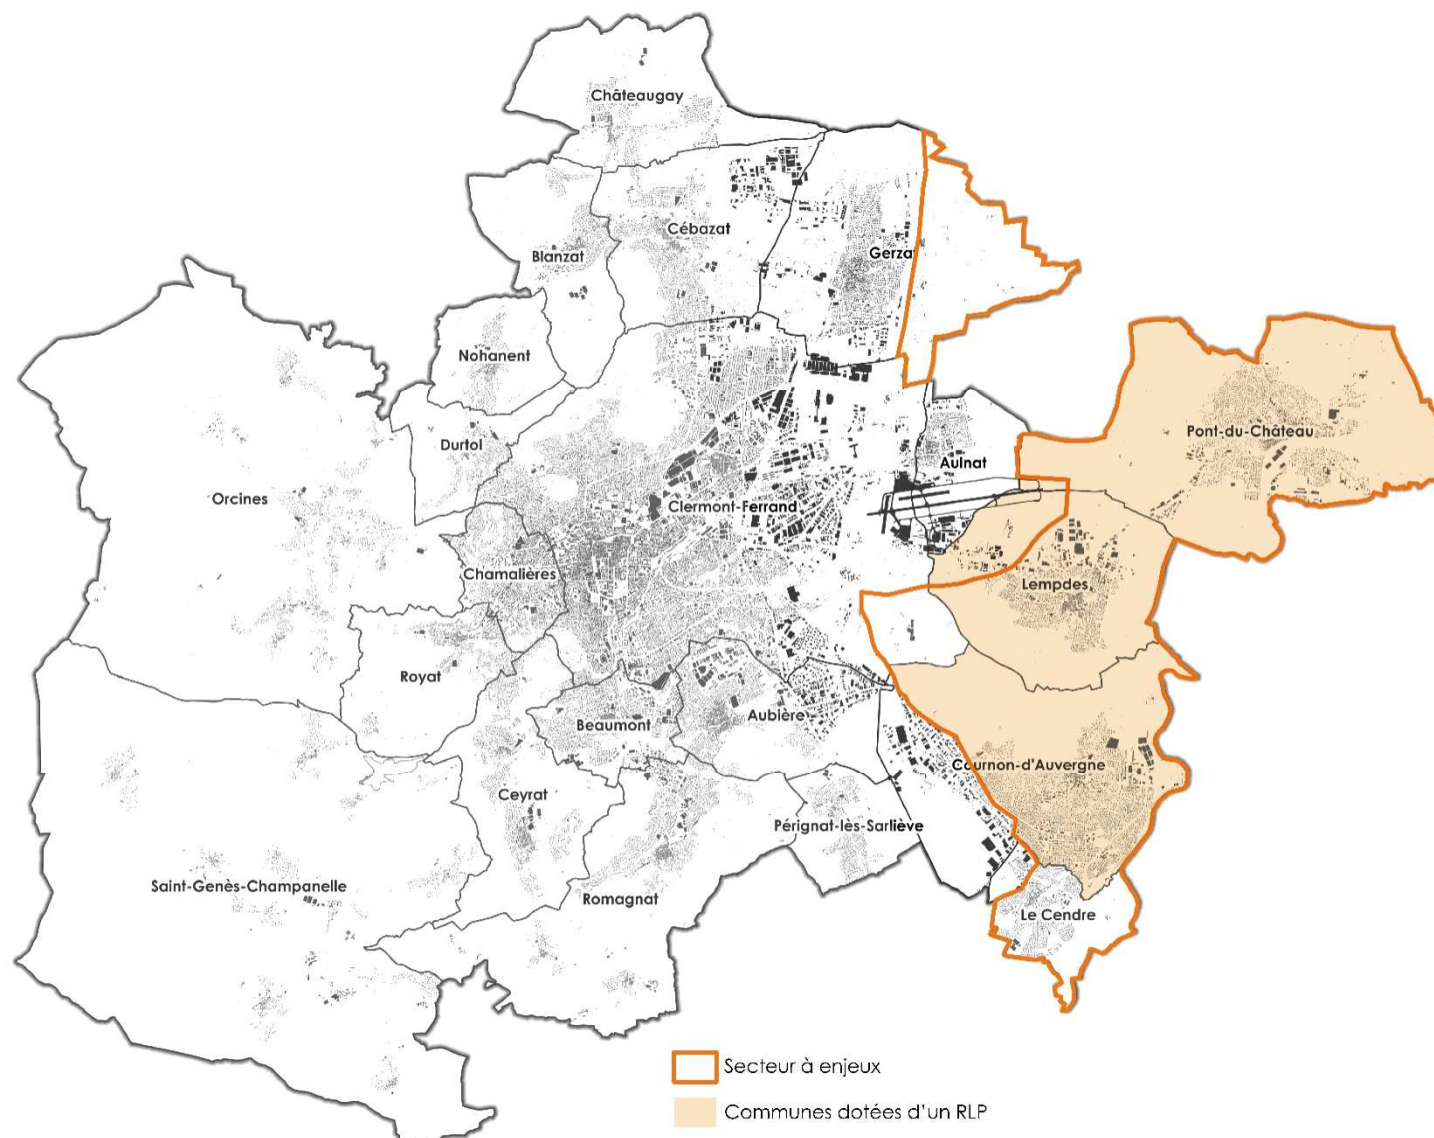 Châteaugay
Cébazat
Gerzat
Blanzat
Nohanent
Durtol
Pont-du-Château
Aulnat
Orcines
Clermont-Ferrand
Chamalières
Lempdes
Royat
Beaumont
Aubière
Cournon-d'Auvergne
Ceyrat
Pérignat-lès-Sarliève
Saint-Genès-Champanelle
Romagnat
Le Cendre
Secteur à enjeux
Communes dotées d'un RLP